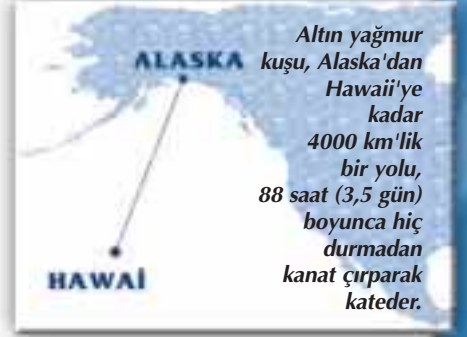 ALASKA
HAWAİ
Altın yağmur
kuşu, Alaska'dan
Hawaii'ye
kadar
4000 km'lik
bir yolu,
88 saat (3,5 gün)
boyunca hiç
durmadan
kanat çırparak
kateder.